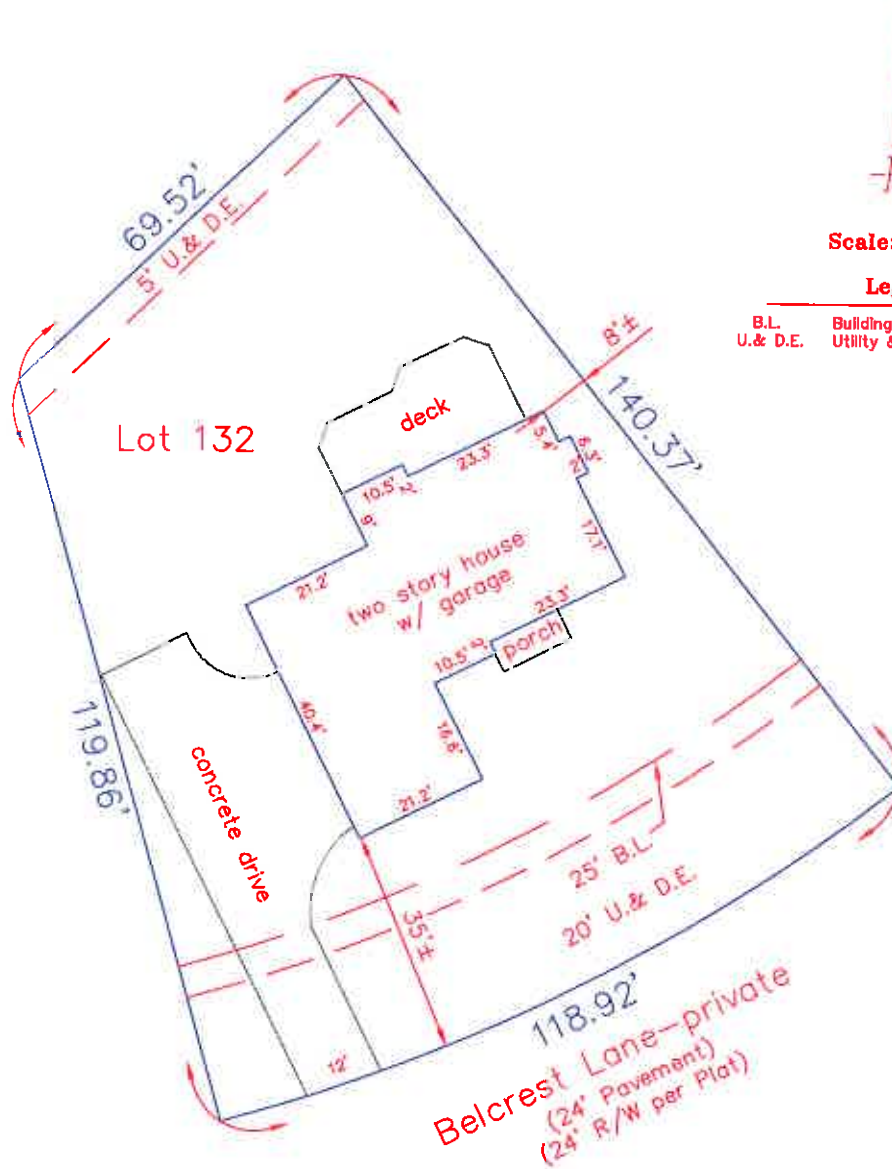 69.52'
5' U.& D.E.
Scale:
B.L. Building
U.& D.E. Utility &
8'±
140.37'
Lot 132
deck
10.5'
2'
23.3'
5.4'
6.3'
2'
9'
17.1'
21.2'
two story house
w/ garage
23.3'
porch
10.5'
2'
40.4'
16.6'
119.86'
concrete drive
21.2'
25' B.L.
20' U.& D.E.
35'±
12'
118.92'
Belcrest Lane-private
(24' Pavement)
(24' R/W per Plat)